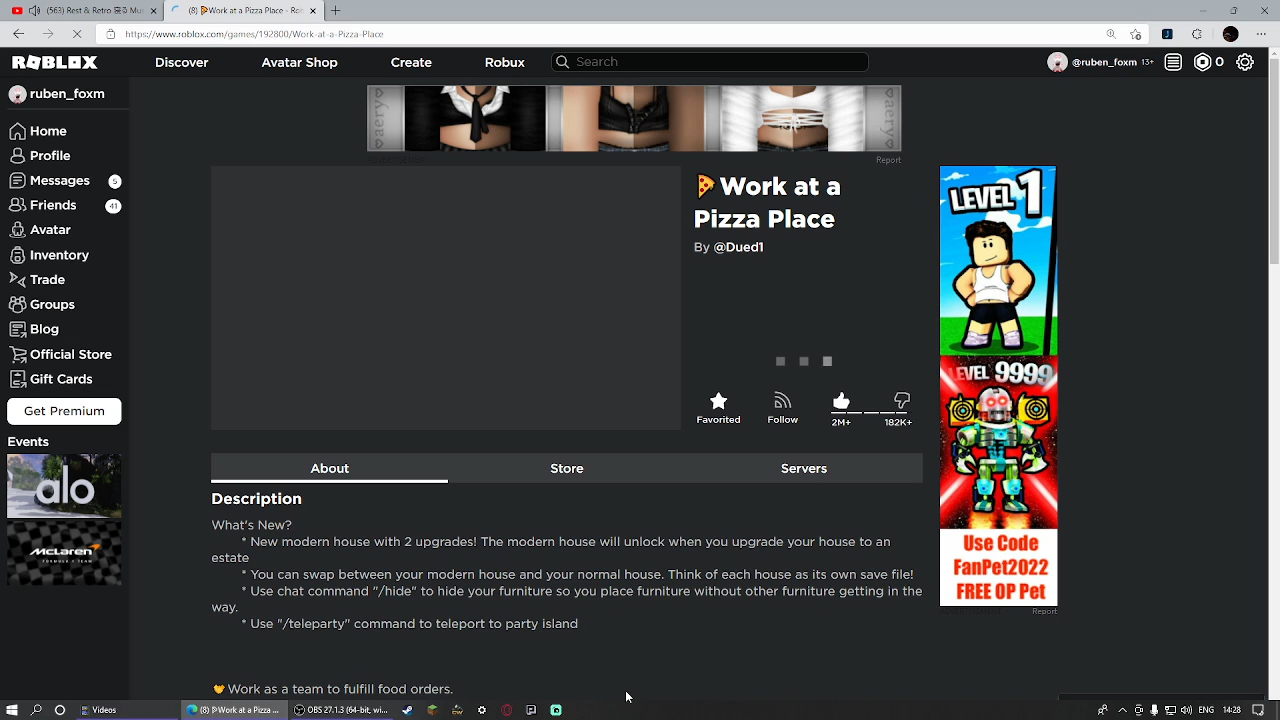 (56) Rest & Retro
(8) 🍕Work at a Pizza Place - Ro
https://www.roblox.com/games/192800/Work-at-a-Pizza-Place
ROBLOX
Discover
Avatar Shop
Create
Robux
Search
@ruben_foxm 13+
0
ruben_foxm
Home
Profile
Messages 5
Friends 41
Avatar
Inventory
Trade
Groups
Blog
Official Store
Gift Cards
Get Premium
Events
alo
McLaren
FORMULA 1 TEAM
aery
aery
Report
🍕Work at a
Pizza Place
By @Dued1
Favorited
Follow
2M+
182K+
About
Store
Servers
Description
What's New?
* New modern house with 2 upgrades! The modern house will unlock when you upgrade your house to an
estate
* You can swap between your modern house and your normal house. Think of each house as its own save file!
* Use chat command "/hide" to hide your furniture so you place furniture without other furniture getting in the
way.
* Use "/teleparty" command to teleport to party island
Work as a team to fulfill food orders.
LEVEL 1
LEVEL 9999
Use Code
FanPet2022
FREE OP Pet
Report
Videos
(8) Work at a Pizza ...
OBS 27.1.3 (64-bit, wi...
ENG
14:28